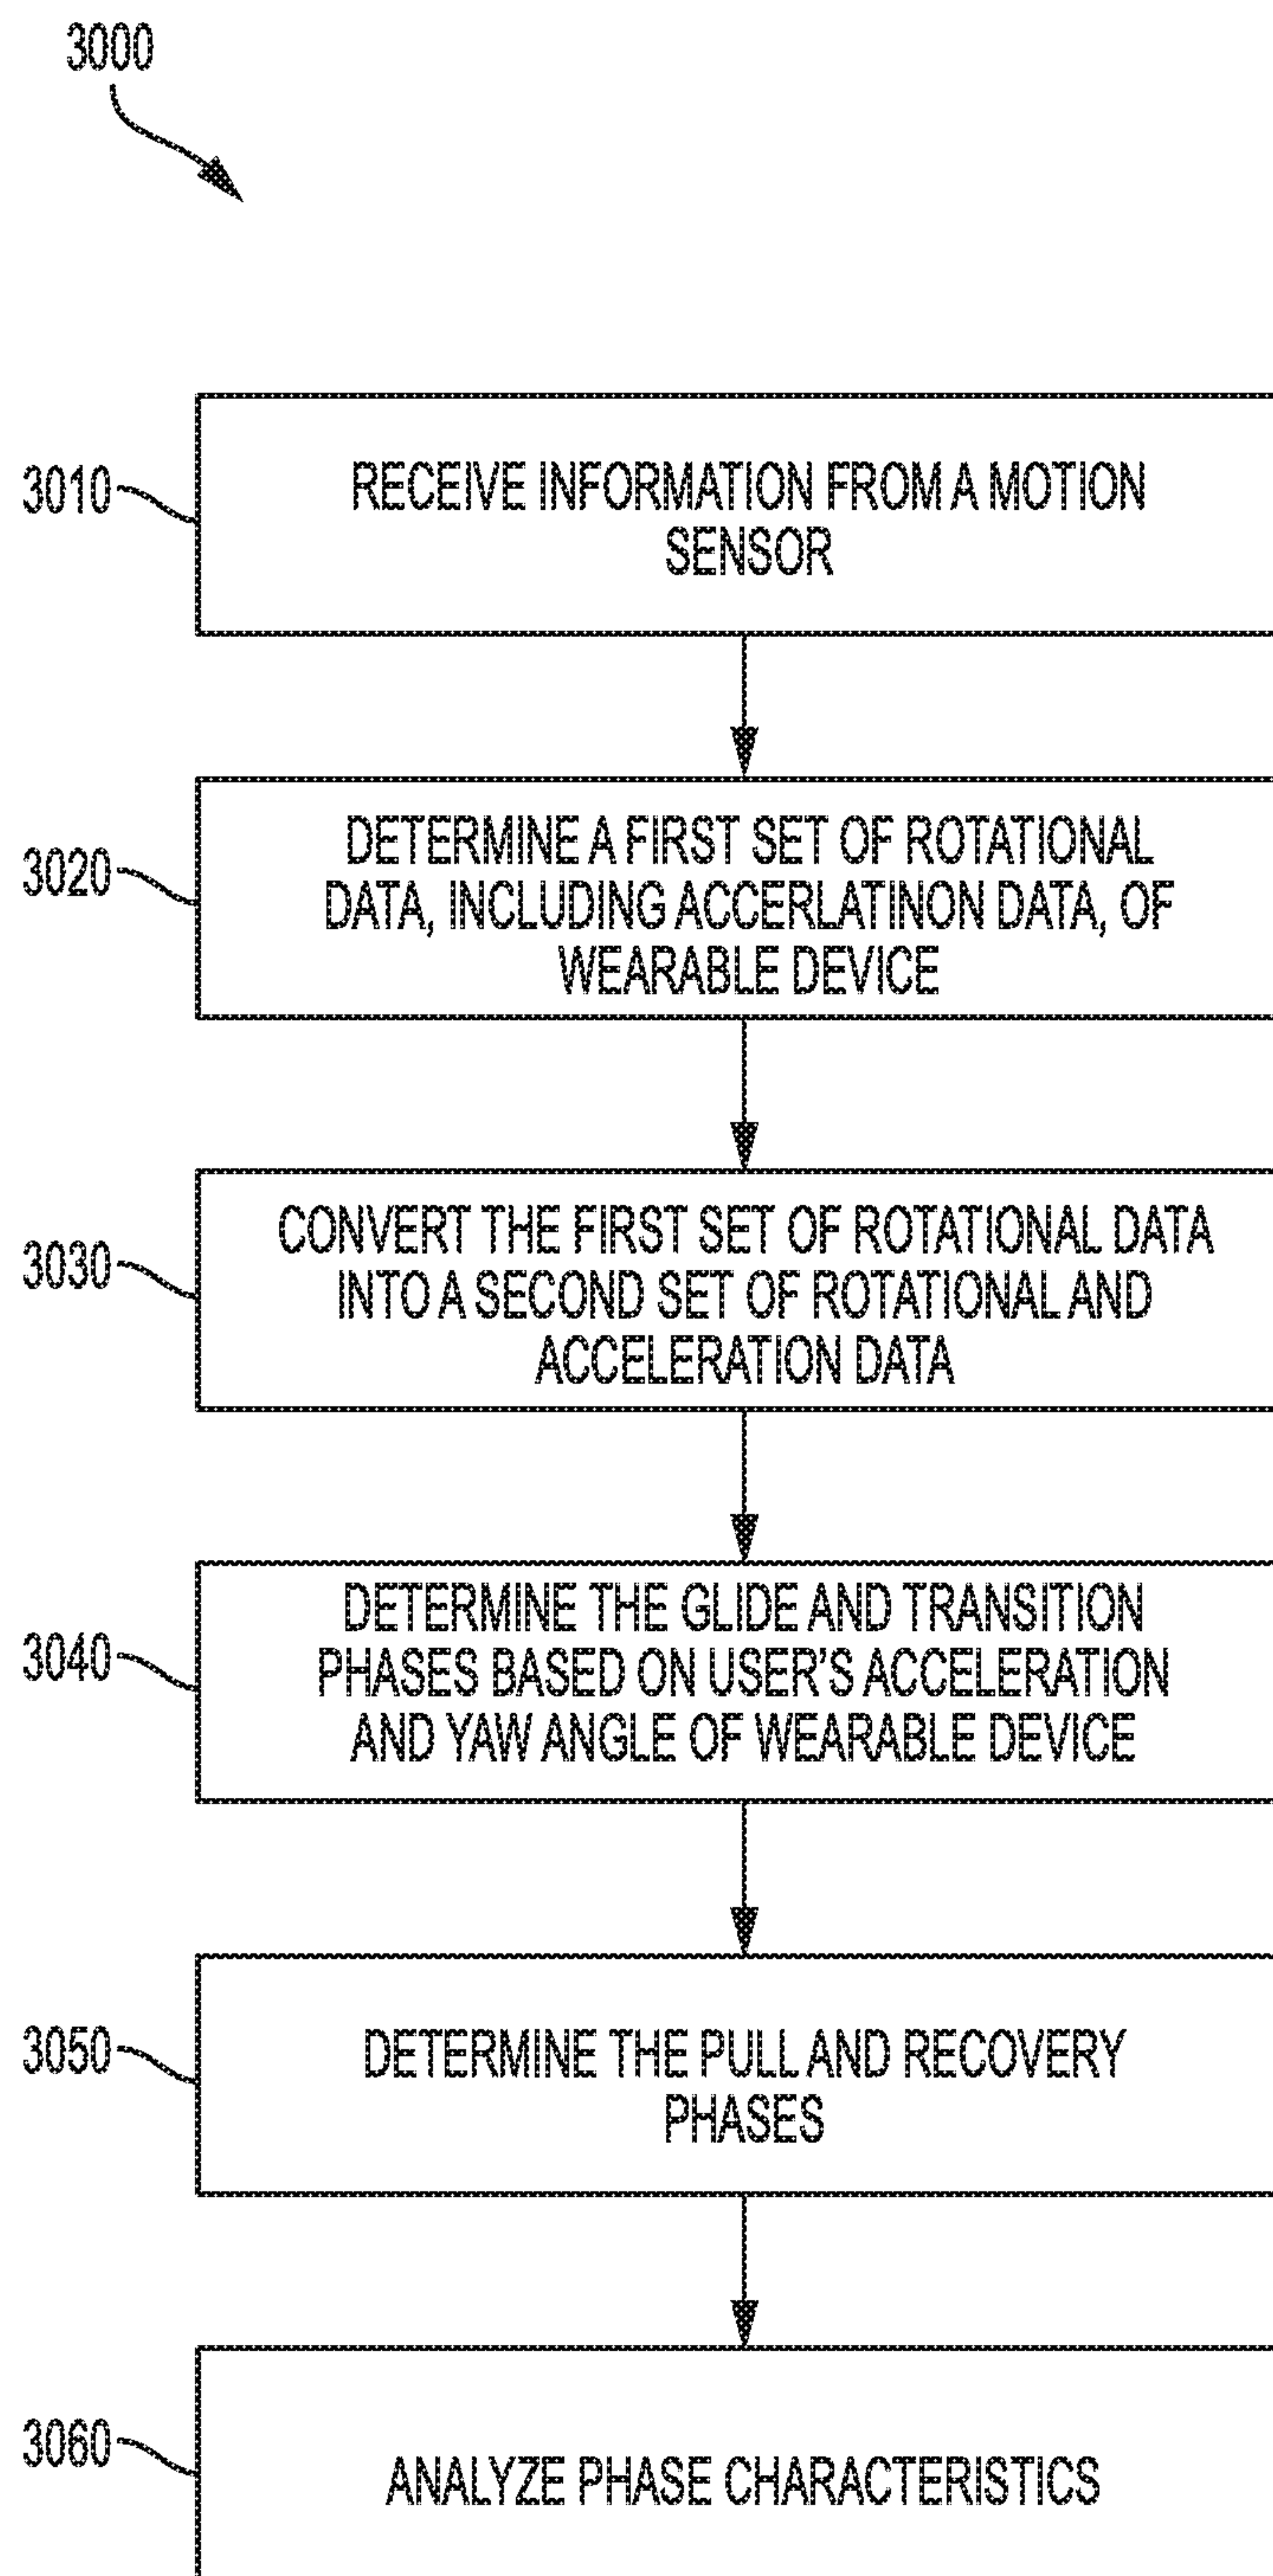 3000
3010
RECEIVE INFORMATION FROM A MOTION
SENSOR
3020
DETERMINE A FIRST SET OF ROTATIONAL
DATA, INCLUDING ACCERLATINON DATA, OF
WEARABLE DEVICE
3030
CONVERT THE FIRST SET OF ROTATIONAL DATA
INTO A SECOND SET OF ROTATIONAL AND
ACCELERATION DATA
3040
DETERMINE THE GLIDE AND TRANSITION
PHASES BASED ON USER'S ACCELERATION
AND YAW ANGLE OF WEARABLE DEVICE
3050
DETERMINE THE PULL AND RECOVERY
PHASES
3060
ANALYZE PHASE CHARACTERISTICS